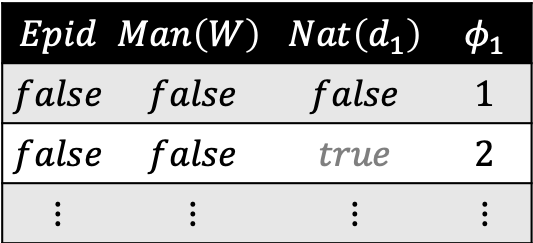 Epid Man(W) Nat(d₁) ϕ₁
false false false 1
false false true 2
⋮ ⋮ ⋮ ⋮